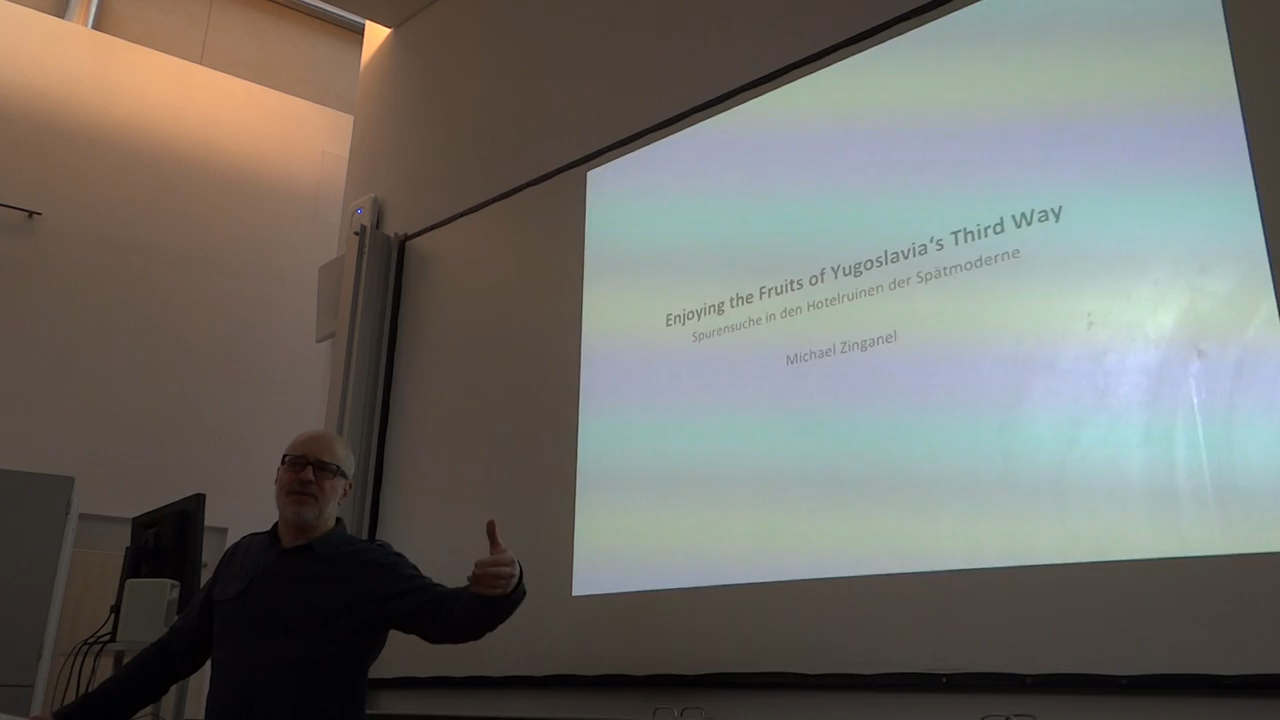 Enjoying the Fruits of Yugoslavia‘s Third Way
Spurensuche in den Hotelruinen der Spätmoderne
Michael Zinganel